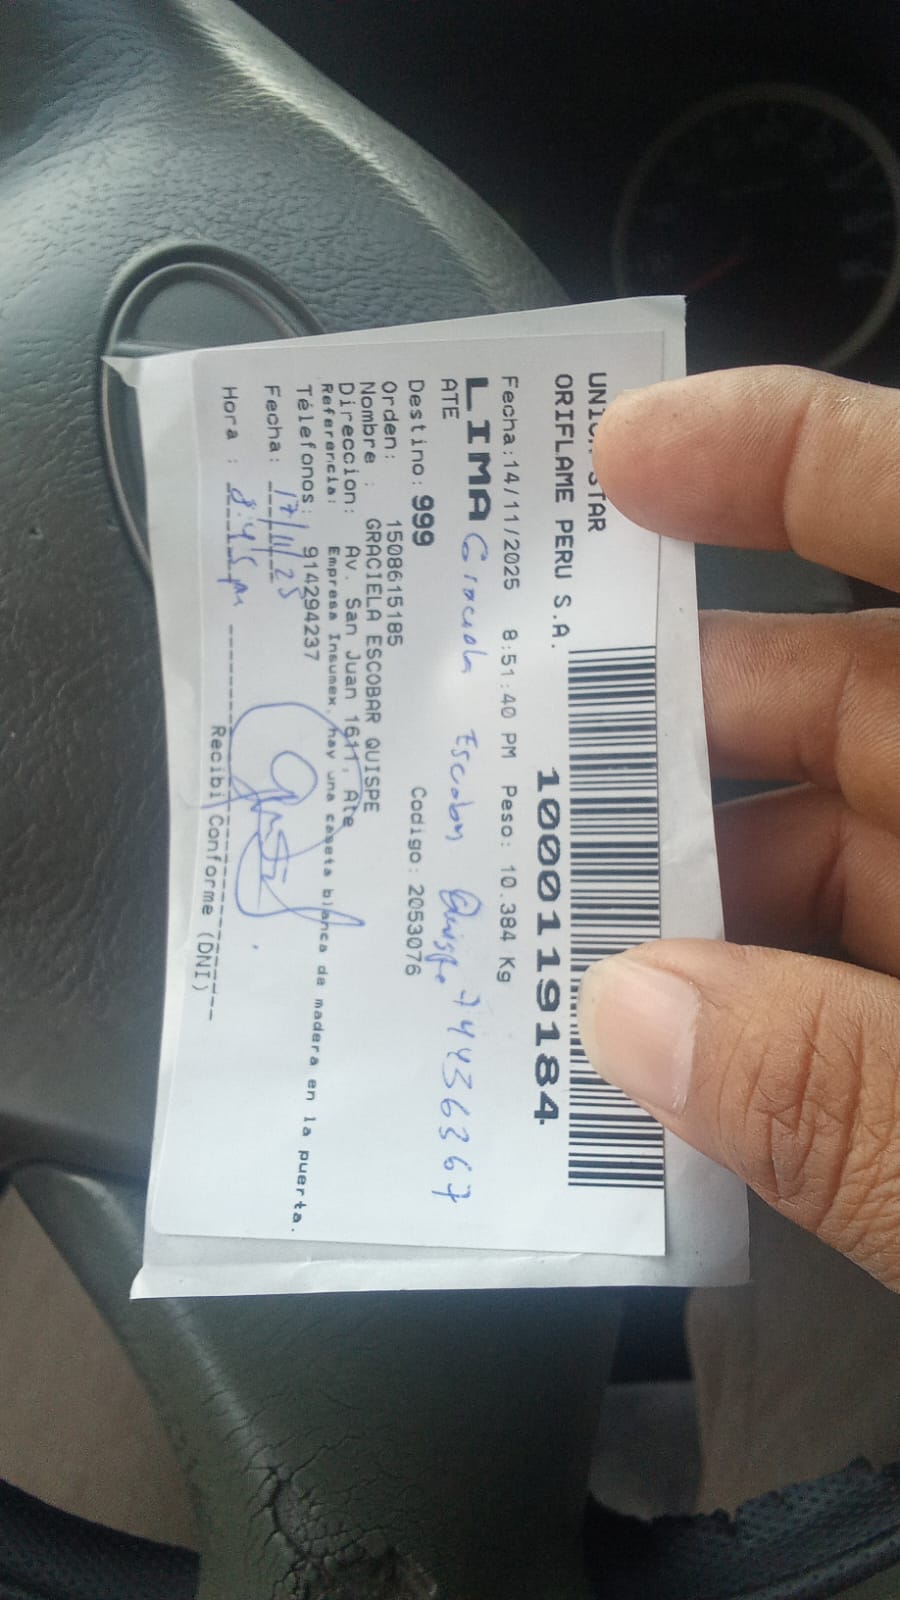 STAR
ORIFLAME PERU S.A. 1000119184
Fecha:14/11/2025 8:51:40 PM Peso: 10.384 Kg
LIMA Graciela Escobar Quispe 74436367
ATE
Destino: 999 Codigo: 2053076
Orden: 1508615185
Nombre : GRACIELA ESCOBAR QUISPE
Direccion: Av. San Juan 1611, Ate
Referencia: Empresa Insumex, hay una caseta blanca de madera en la puerta.
Télefonos: 914294237
Fecha: 17/11/25
Hora : 8:45 pm
Recibi Conforme (DNI)